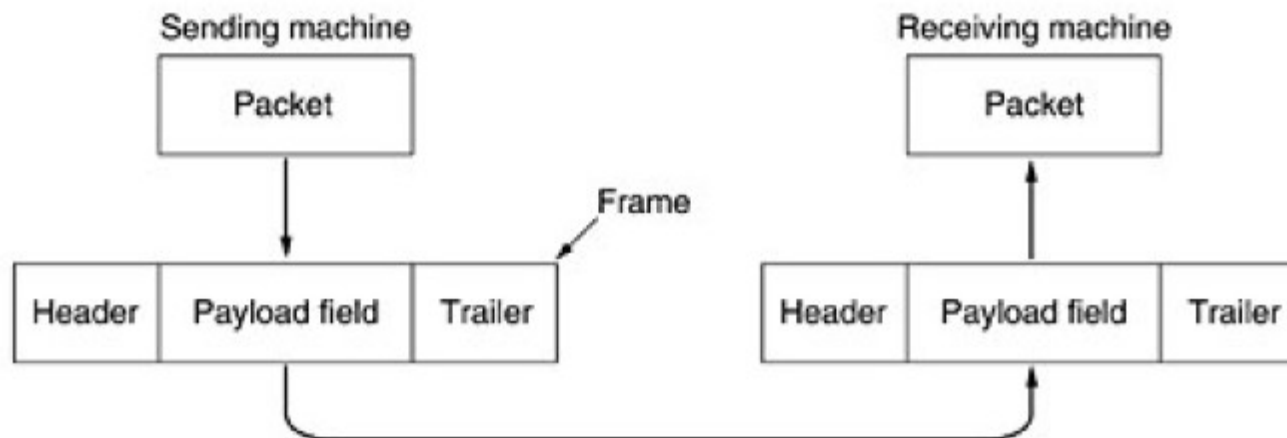 Sending machine
Receiving machine
Packet
Packet
Frame
Header
Payload field
Trailer
Header
Payload field
Trailer